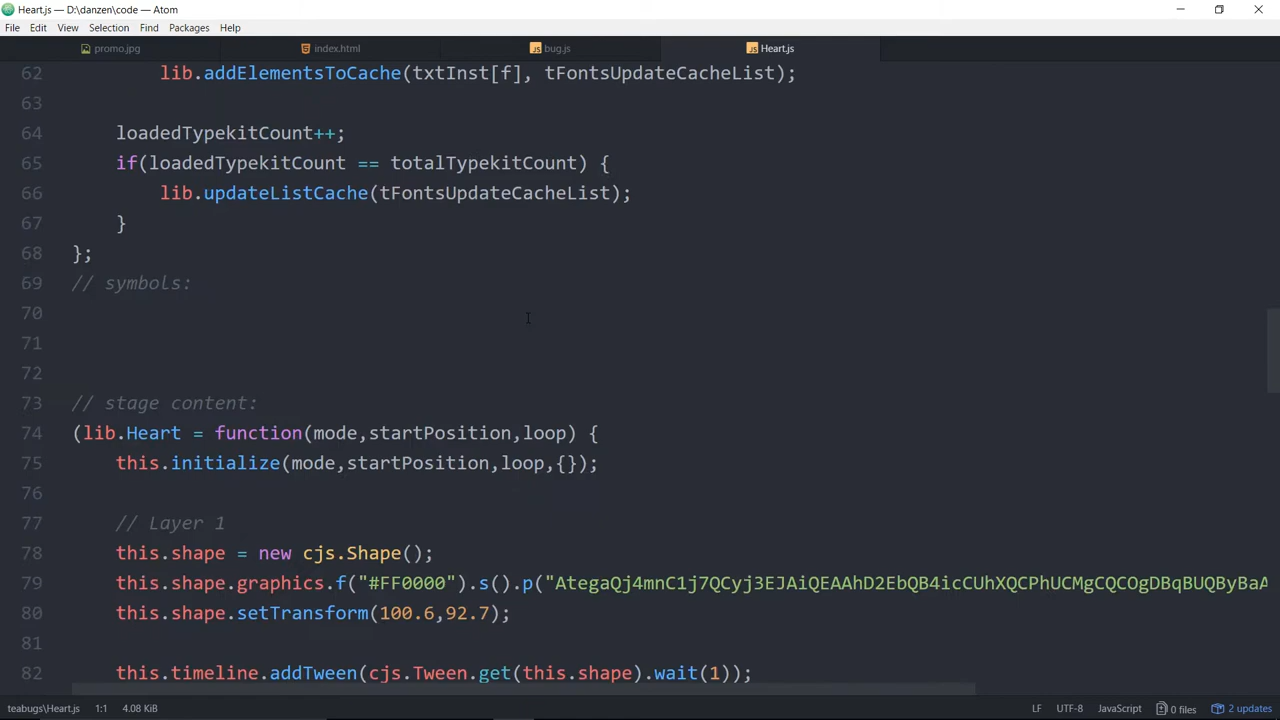 Heart.js — D:\danzen\code — Atom
File Edit View Selection Find Packages Help
promo.jpg index.html bug.js Heart.js
62 lib.addElementsToCache(txtInst[f], tFontsUpdateCacheList);
63
64 loadedTypekitCount++;
65 if(loadedTypekitCount == totalTypekitCount) {
66 lib.updateListCache(tFontsUpdateCacheList);
67 }
68 };
69 // symbols:
70
71
72
73 // stage content:
74 (lib.Heart = function(mode,startPosition,loop) {
75 this.initialize(mode,startPosition,loop,{});
76
77 // Layer 1
78 this.shape = new cjs.Shape();
79 this.shape.graphics.f("#FF0000").s().p("AtegaQj4mnC1j7QCyj3EJAiQEAAhD2EbQB4icCUhXQCPhUCMgCQCOgDBqBUQByBaA
80 this.shape.setTransform(100.6,92.7);
81
82 this.timeline.addTween(cjs.Tween.get(this.shape).wait(1));
teabugs\Heart.js 1:1 4.08 KiB LF UTF-8 JavaScript 0 files 2 updates